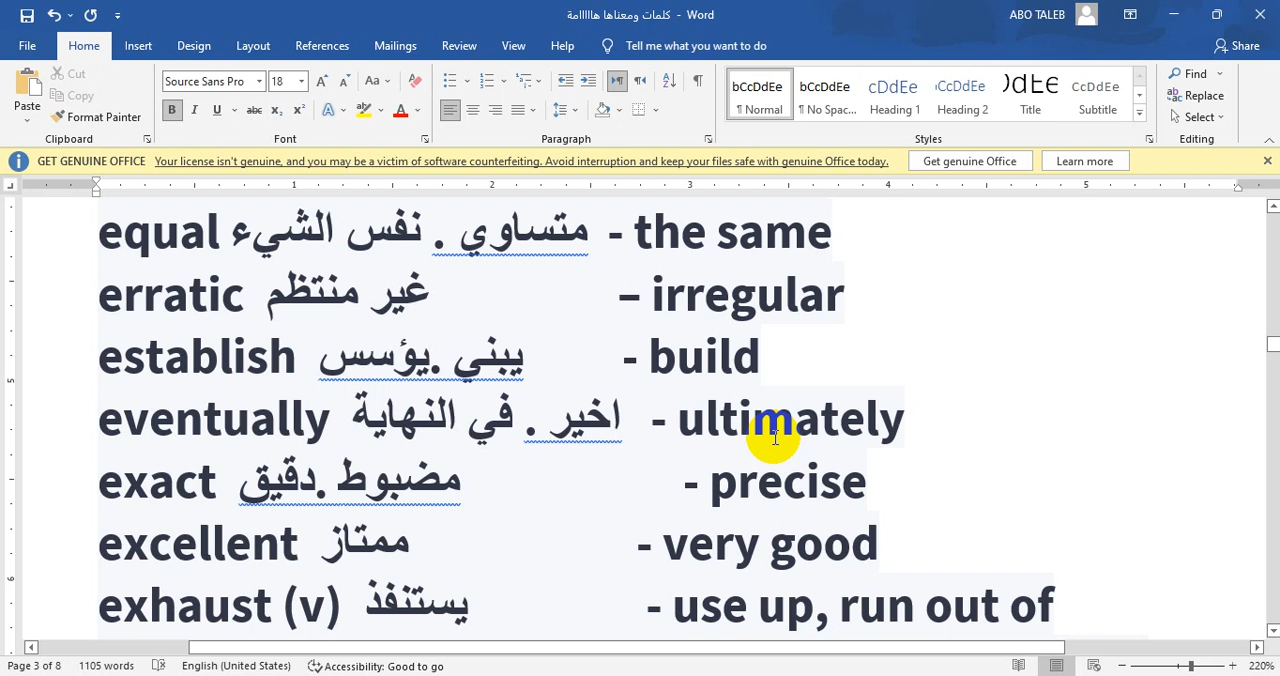 كلمات ومعناها هاااامة - Word
ABO TALEB
File Home Insert Design Layout References Mailings Review View Help Tell me what you want to do Share
Paste
Cut
Copy
Format Painter
Clipboard
Source Sans Pro 18
Font
Paragraph
AaBbCcDdEe
¶ Normal
¶ No Spac...
Heading 1
Heading 2
Title
Subtitle
Styles
Find
Replace
Select
Editing
GET GENUINE OFFICE Your license isn't genuine, and you may be a victim of software counterfeiting. Avoid interruption and keep your files safe with genuine Office today. Get genuine Office Learn more
1 2 3 4 5
equal متساوي . نفس الشيء - the same
erratic غير منتظم – irregular
establish يبني .يؤسس - build
eventually اخير . في النهاية - ultimately
exact مضبوط .دقيق - precise
excellent ممتاز - very good
exhaust (v) يستنفذ - use up, run out of
Page 3 of 8 1105 words English (United States) Accessibility: Good to go 220%